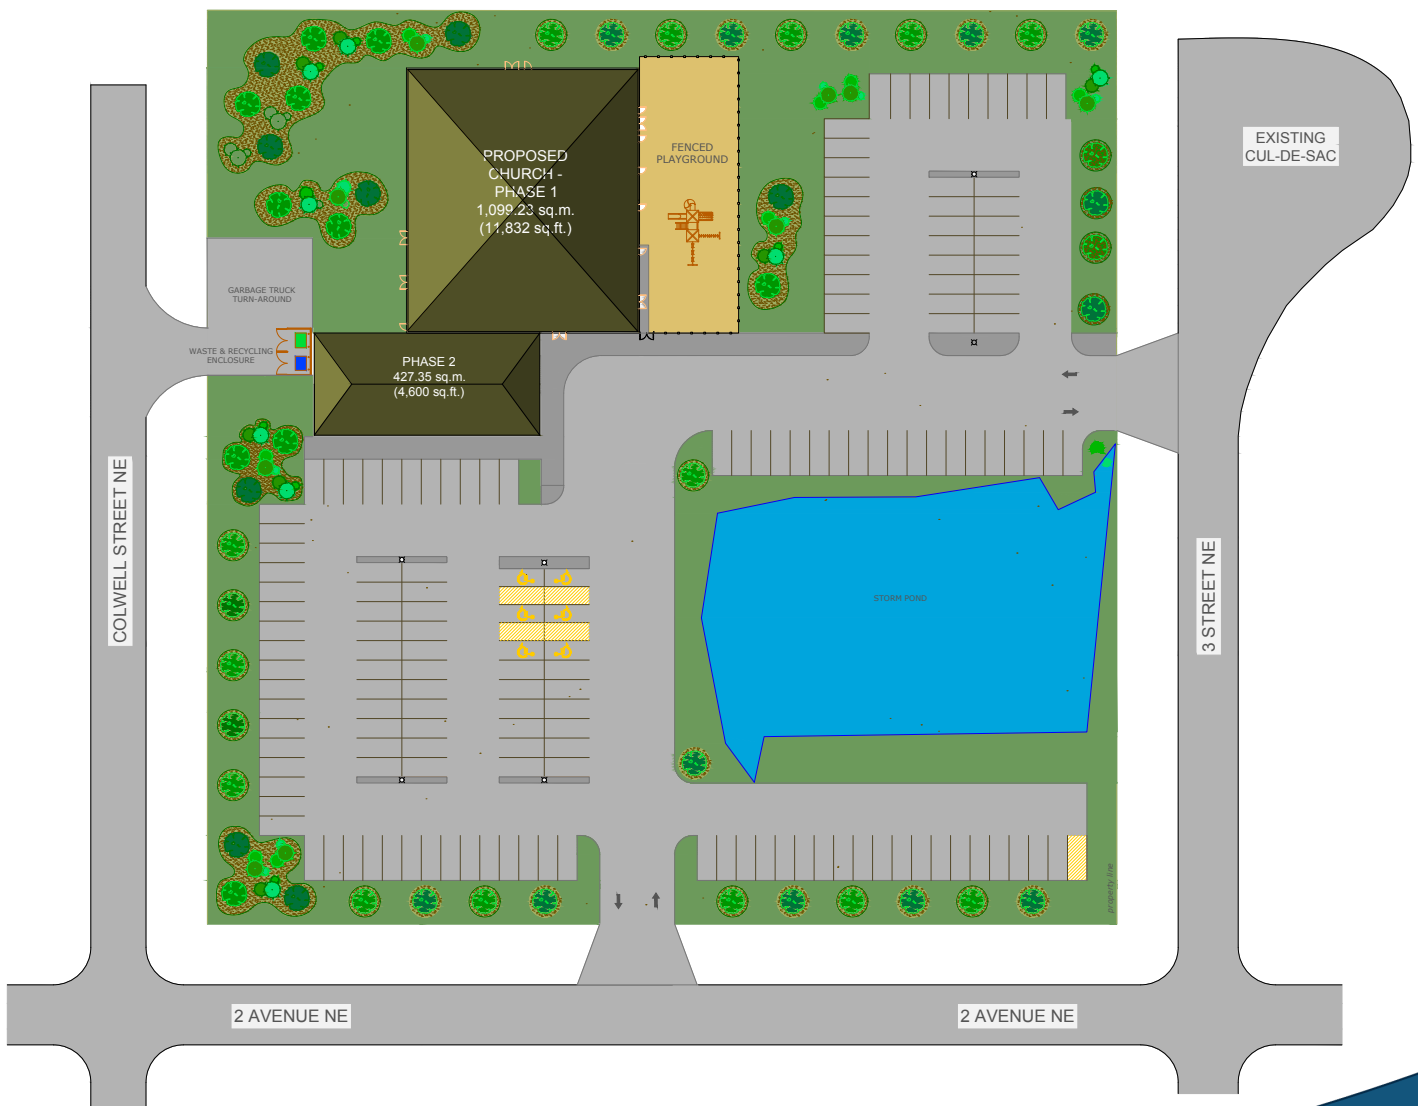 EXISTING
CUL-DE-SAC
PROPOSED
CHURCH -
PHASE 1
1,099.23 sq.m.
(11,832 sq.ft.)
FENCED
PLAYGROUND
GARBAGE TRUCK
TURN-AROUND
WASTE & RECYCLING
ENCLOSURE
PHASE 2
427.35 sq.m.
(4,600 sq.ft.)
COLWELL STREET NE
STORM POND
3 STREET NE
property line
2 AVENUE NE
2 AVENUE NE